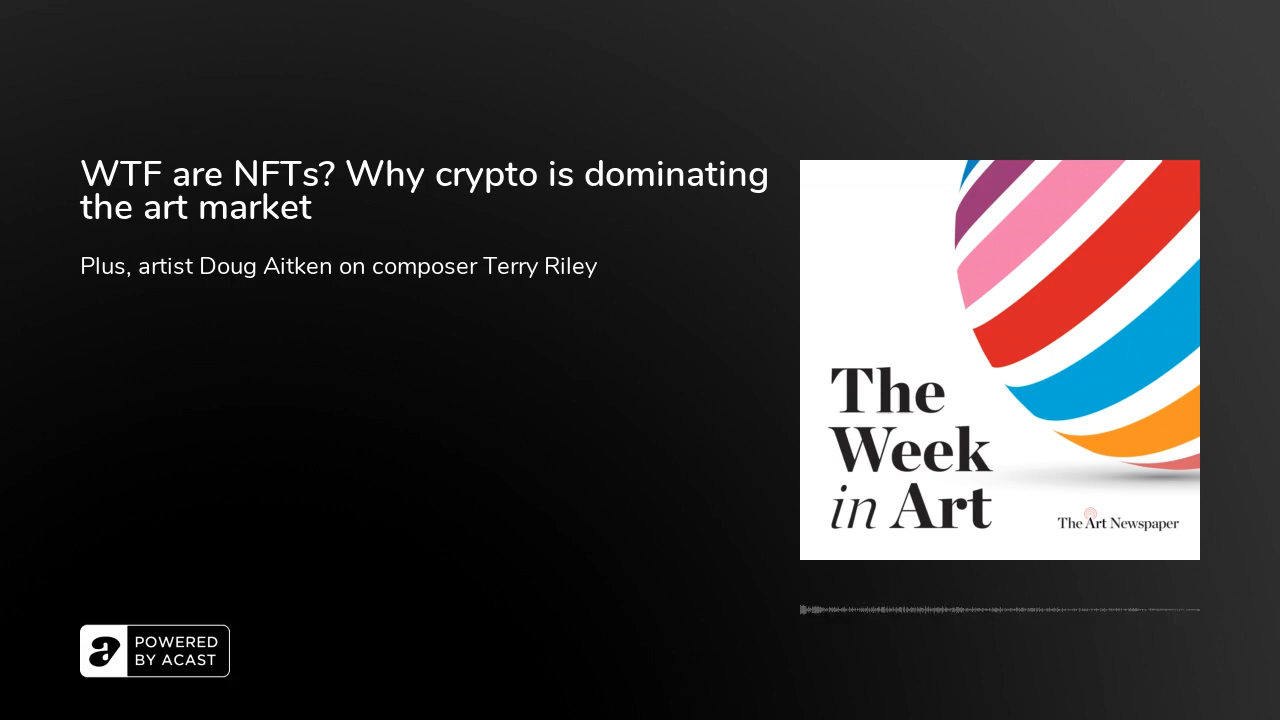 WTF are NFTs? Why crypto is dominating
the art market
Plus, artist Doug Aitken on composer Terry Riley
The
Week
in Art
The Art Newspaper
a
POWERED
BY ACAST